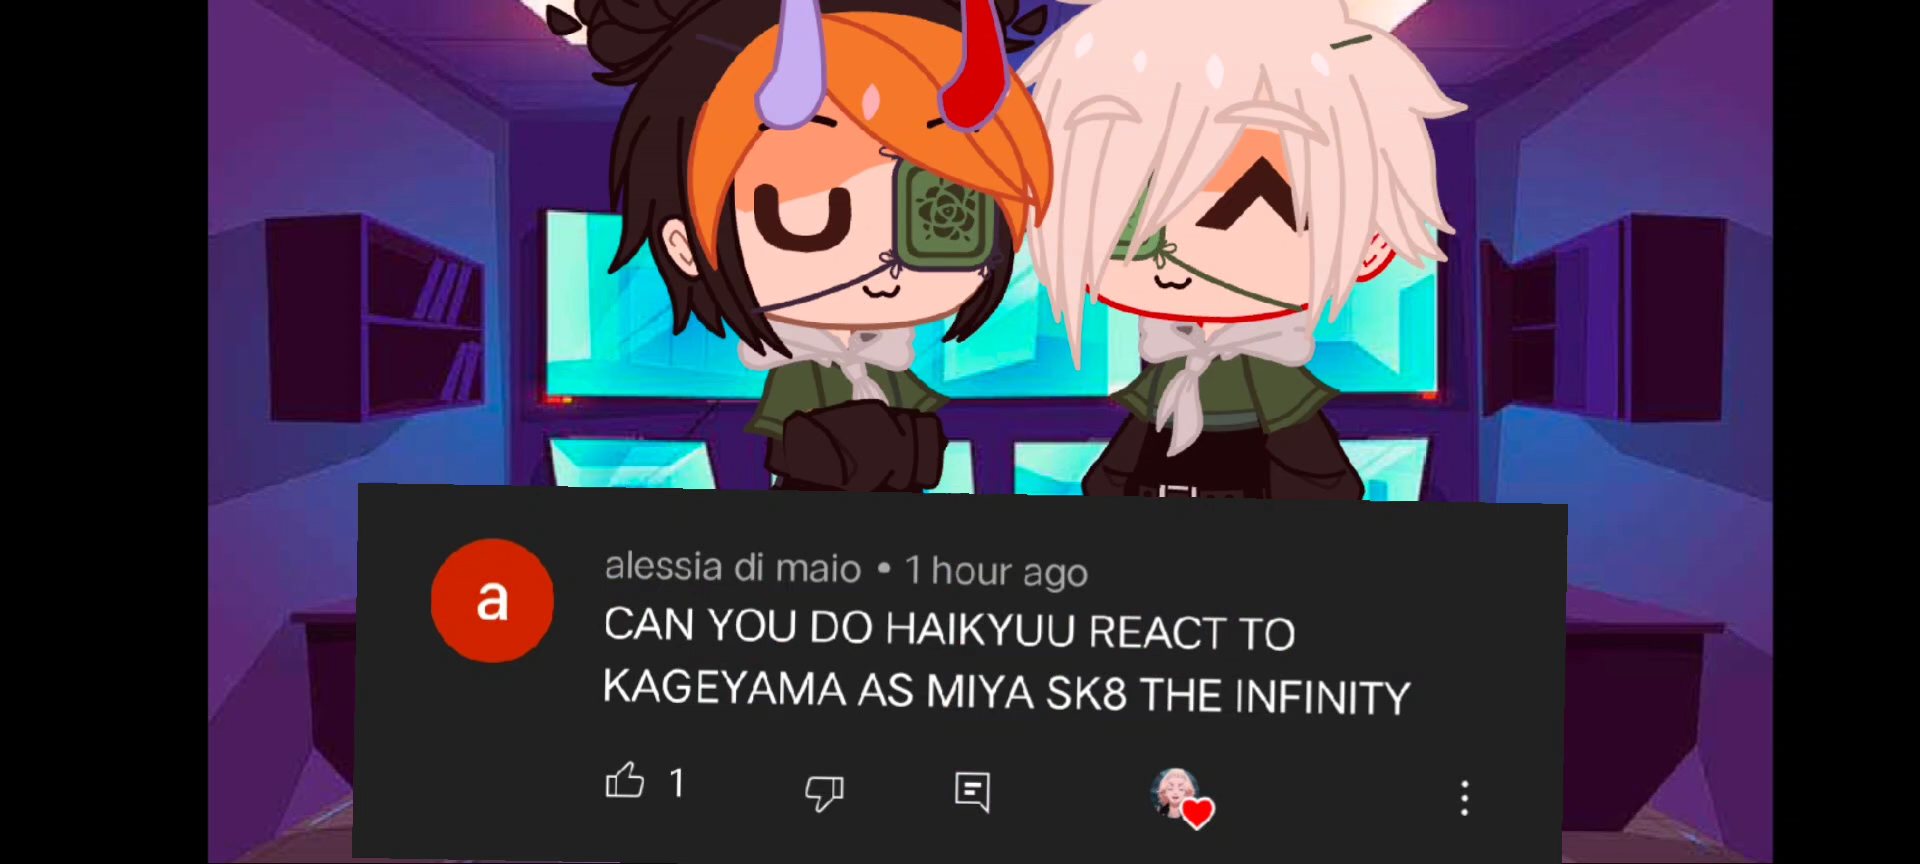 a
alessia di maio • 1 hour ago
CAN YOU DO HAIKYUU REACT TO
KAGEYAMA AS MIYA SK8 THE INFINITY
1